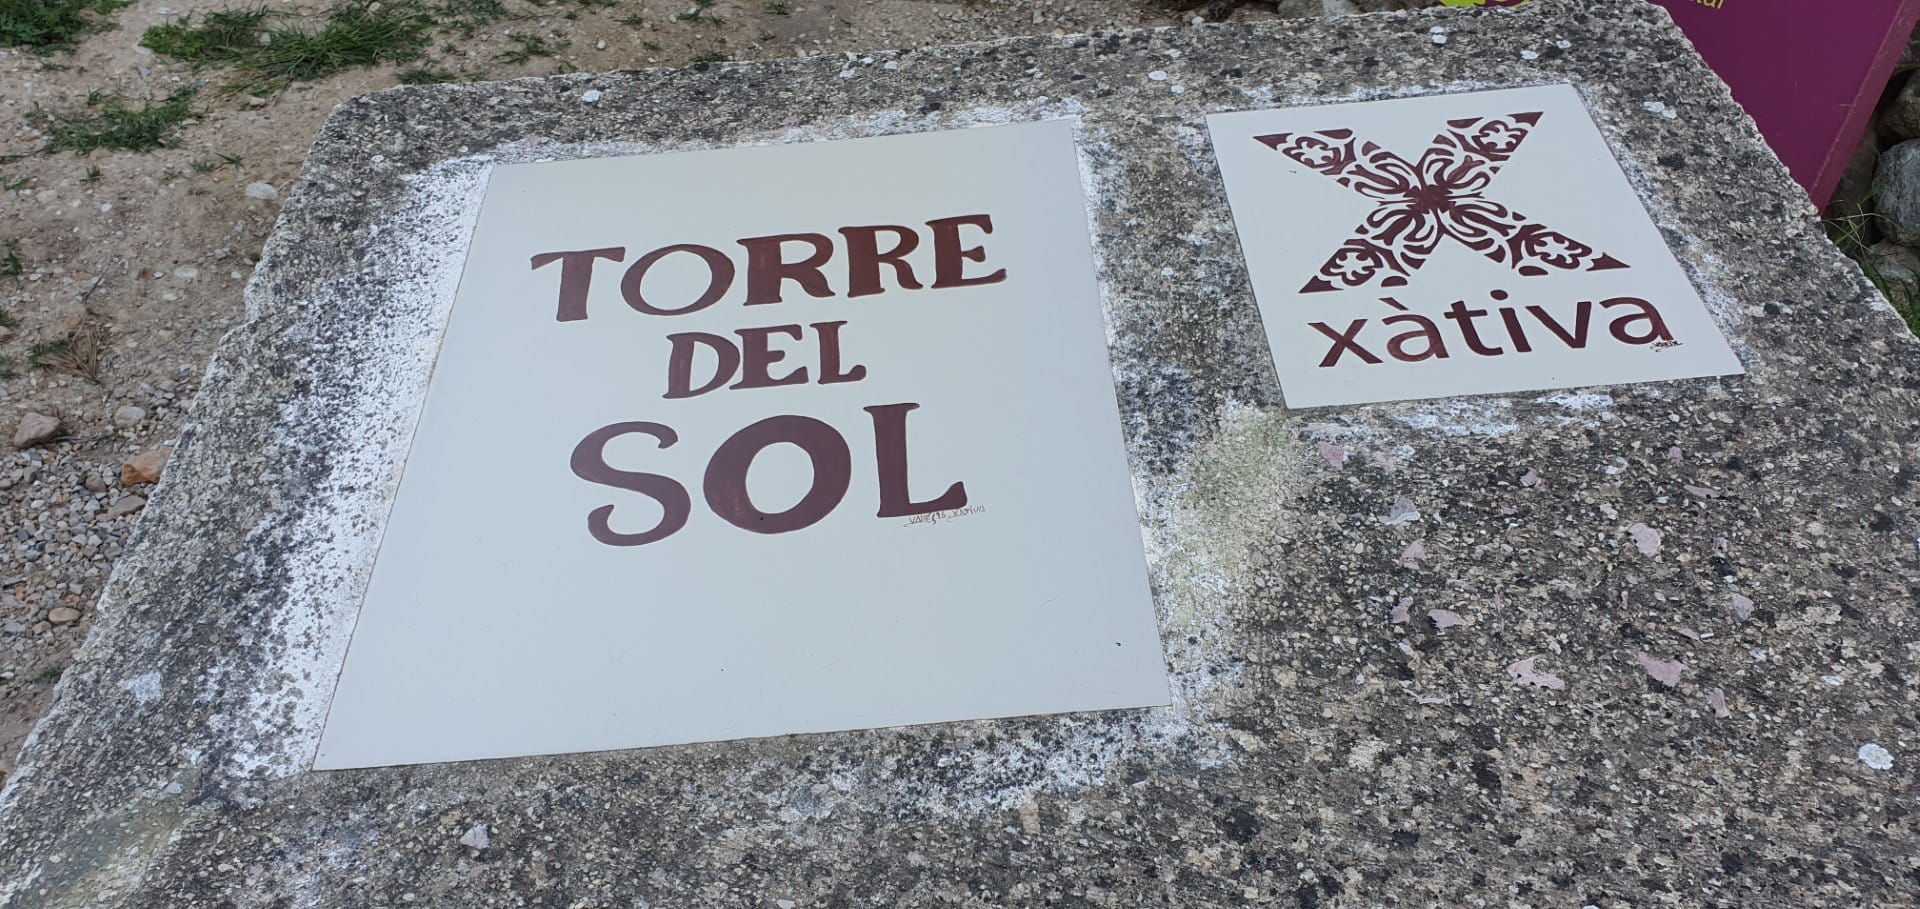 TORRE
DEL
SOL
xàtiva